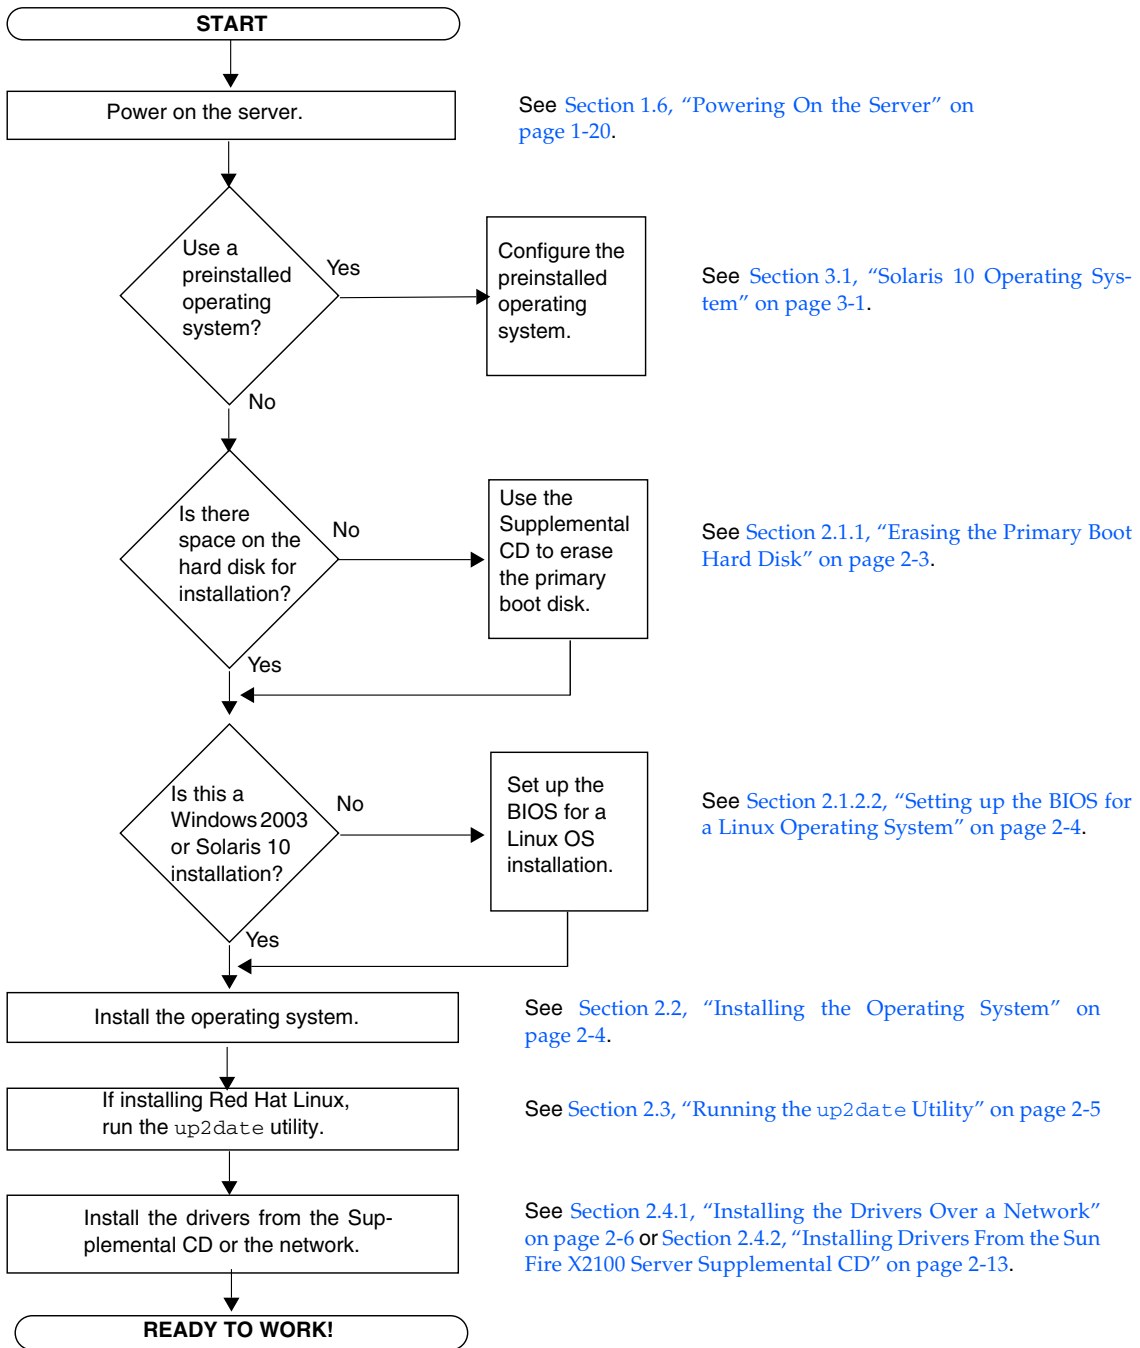 START
Power on the server.
See Section 1.6, “Powering On the Server” on
page 1-20.
Use a
preinstalled
operating
system?
Yes
Configure the
preinstalled
operating
system.
See Section 3.1, “Solaris 10 Operating Sys-
tem” on page 3-1.
No
Is there
space on the
hard disk for
installation?
No
Use the
Supplemental
CD to erase
the primary
boot disk.
See Section 2.1.1, “Erasing the Primary Boot
Hard Disk” on page 2-3.
Yes
Is this a
Windows 2003
or Solaris 10
installation?
No
Set up the
BIOS for a
Linux OS
installation.
See Section 2.1.2.2, “Setting up the BIOS for
a Linux Operating System” on page 2-4.
Yes
Install the operating system.
See Section 2.2, “Installing the Operating System” on
page 2-4.
If installing Red Hat Linux,
run the up2date utility.
See Section 2.3, “Running the up2date Utility” on page 2-5
Install the drivers from the Sup-
plemental CD or the network.
See Section 2.4.1, “Installing the Drivers Over a Network”
on page 2-6 or Section 2.4.2, “Installing Drivers From the Sun
Fire X2100 Server Supplemental CD” on page 2-13.
READY TO WORK!